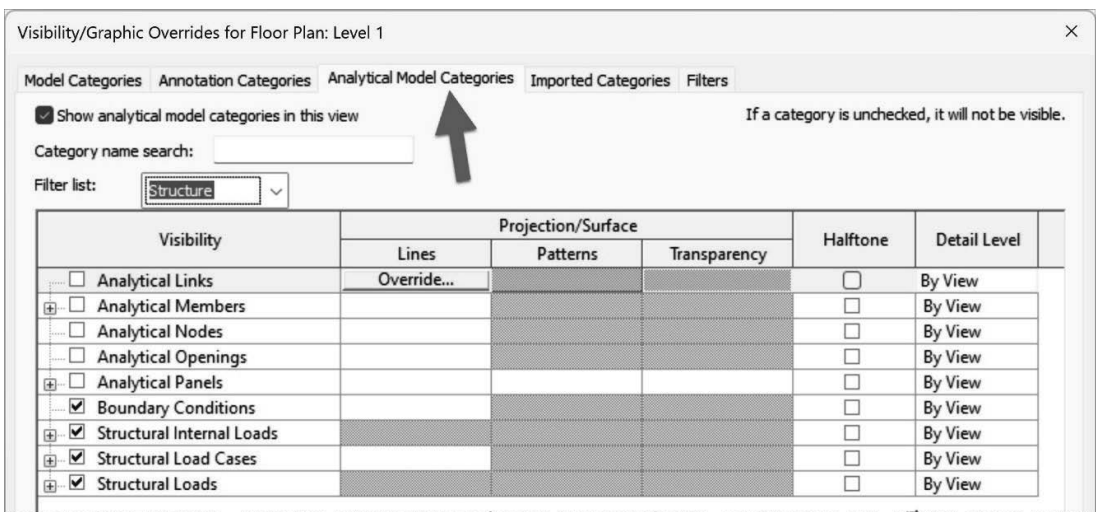 Visibility/Graphic Overrides for Floor Plan: Level 1
Model Categories Annotation Categories Analytical Model Categories Imported Categories Filters
Show analytical model categories in this view If a category is unchecked, it will not be visible.
Category name search:
Filter list: Structure
Visibility Projection/Surface Halftone Detail Level
Lines Patterns Transparency
Analytical Links Override... By View
Analytical Members By View
Analytical Nodes By View
Analytical Openings By View
Analytical Panels By View
Boundary Conditions By View
Structural Internal Loads By View
Structural Load Cases By View
Structural Loads By View